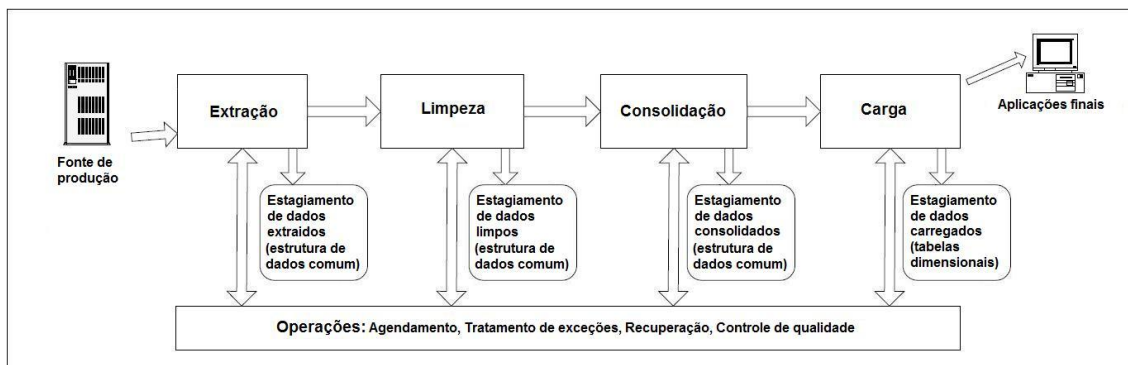 Fonte de
produção
Extração
Limpeza
Consolidação
Carga
Aplicações finais
Estagiamento
de dados
extraidos
(estrutura de
dados comum)
Estagiamento
de dados
limpos
(estrutura de
dados comum)
Estagiamento
de dados
consolidados
(estrutura de
dados comum)
Estagiamento
de dados
carregados
(tabelas
dimensionais)
Operações: Agendamento, Tratamento de exceções, Recuperação, Controle de qualidade